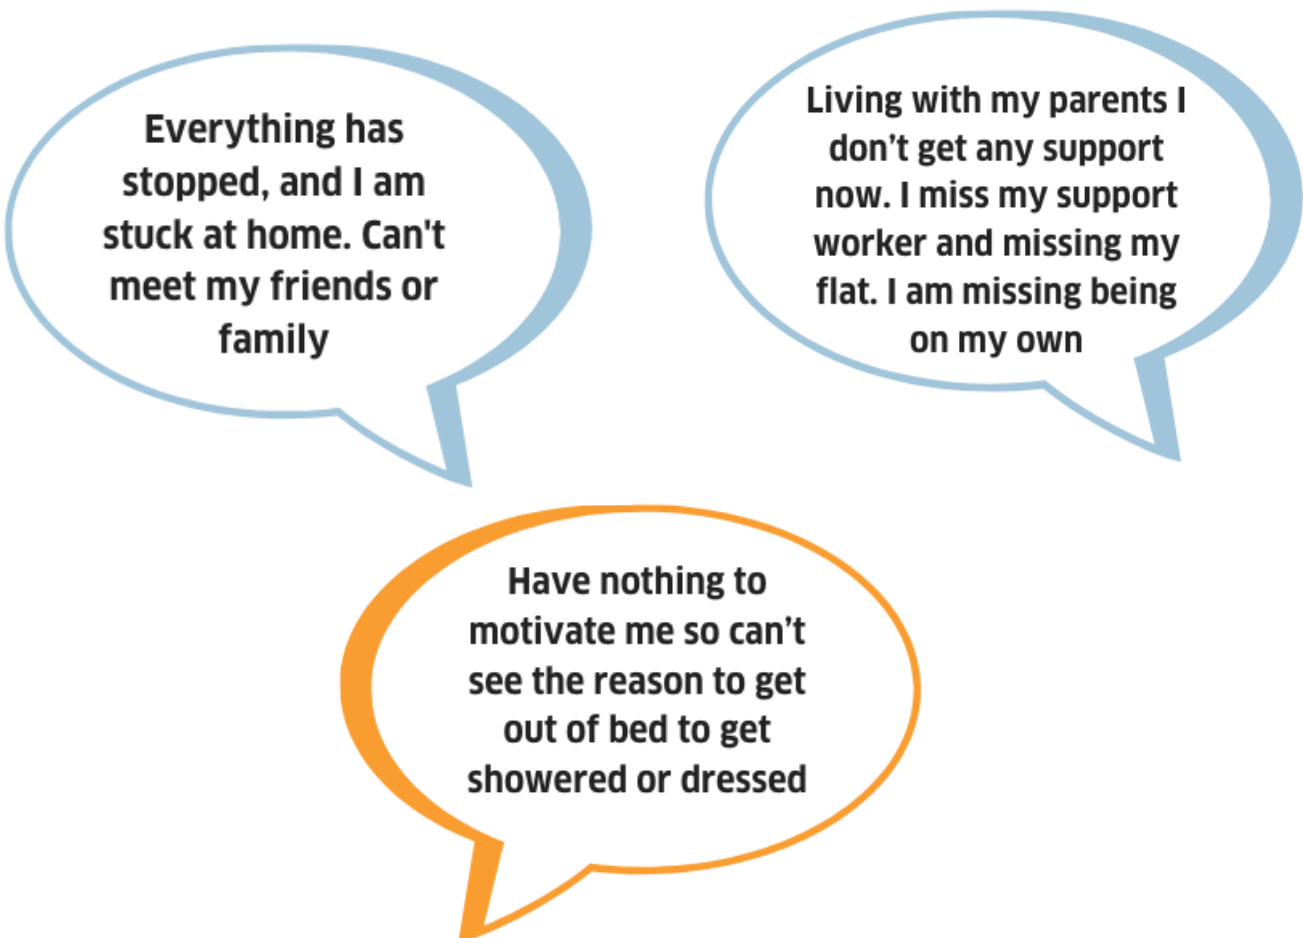 Everything has
stopped, and I am
stuck at home. Can't
meet my friends or
family
Living with my parents I
don’t get any support
now. I miss my support
worker and missing my
flat. I am missing being
on my own
Have nothing to
motivate me so can’t
see the reason to get
out of bed to get
showered or dressed